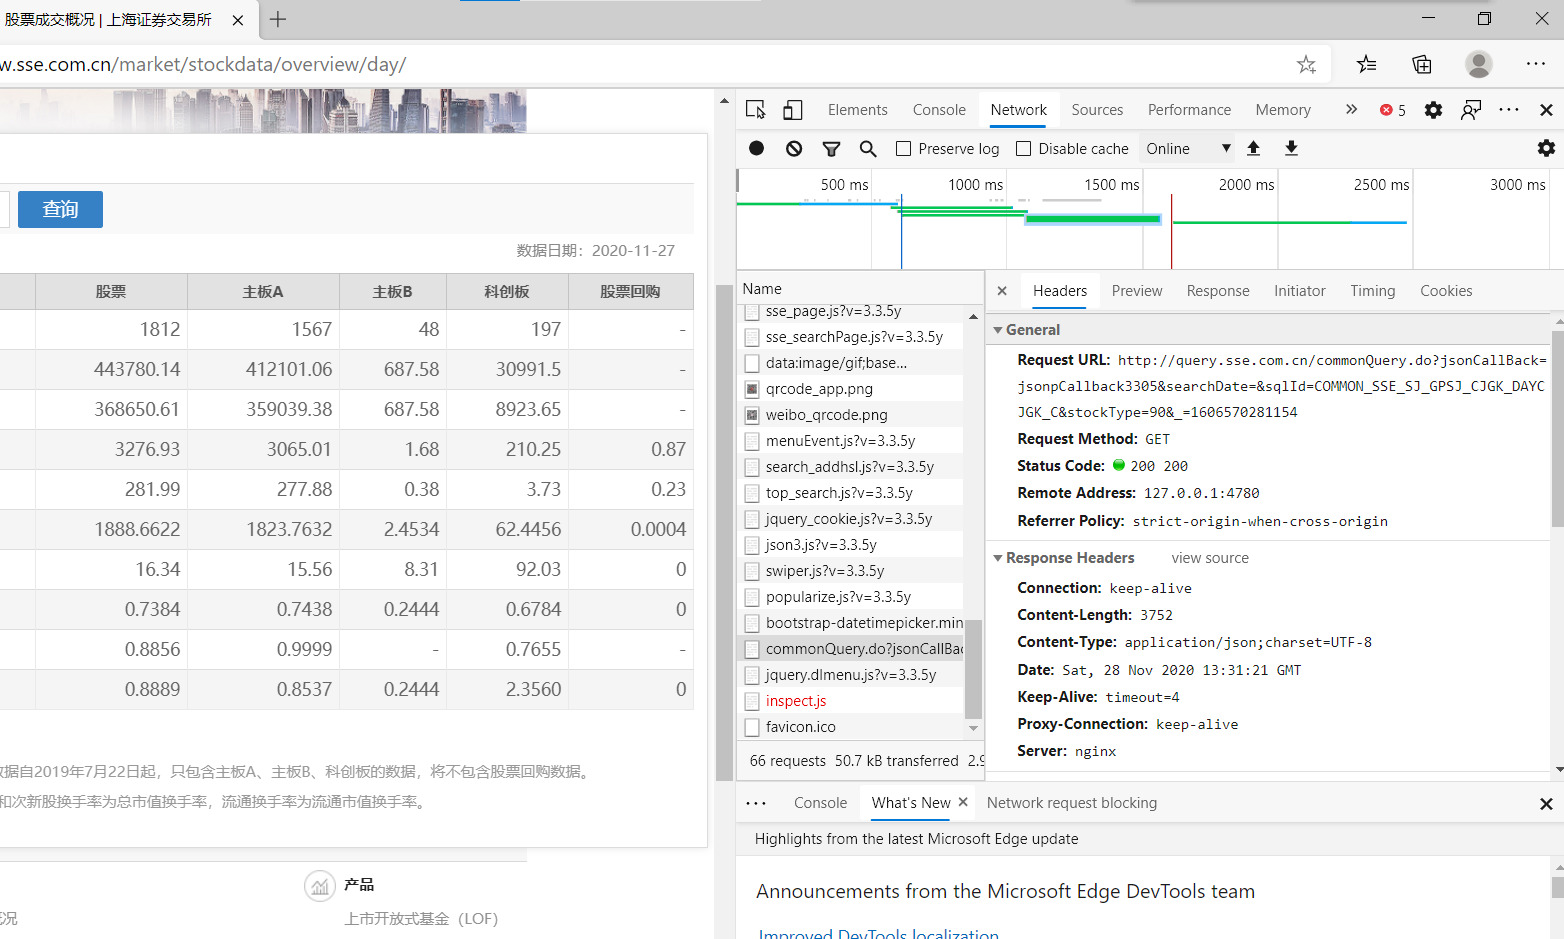 股票成交概况 | 上海证券交易所
w.sse.com.cn/market/stockdata/overview/day/
查询
数据日期：2020-11-27
股票 主板A 主板B 科创板 股票回购
1812 1567 48 197 -
443780.14 412101.06 687.58 30991.5 -
368650.61 359039.38 687.58 8923.65 -
3276.93 3065.01 1.68 210.25 0.87
281.99 277.88 0.38 3.73 0.23
1888.6622 1823.7632 2.4534 62.4456 0.0004
16.34 15.56 8.31 92.03 0
0.7384 0.7438 0.2444 0.6784 0
0.8856 0.9999 - 0.7655 -
0.8889 0.8537 0.2444 2.3560 0
据自2019年7月22日起，只包含主板A、主板B、科创板的数据，将不包含股票回购数据。
和次新股换手率为总市值换手率，流通换手率为流通市值换手率。
产品
况
上市开放式基金（LOF）
Elements Console Network Sources Performance Memory » 5
Preserve log Disable cache Online
500 ms 1000 ms 1500 ms 2000 ms 2500 ms 3000 ms
Name
sse_page.js?v=3.3.5y
sse_searchPage.js?v=3.3.5y
data:image/gif;base...
qrcode_app.png
weibo_qrcode.png
menuEvent.js?v=3.3.5y
search_addhsl.js?v=3.3.5y
top_search.js?v=3.3.5y
jquery_cookie.js?v=3.3.5y
json3.js?v=3.3.5y
swiper.js?v=3.3.5y
popularize.js?v=3.3.5y
bootstrap-datetimepicker.min
commonQuery.do?jsonCallBac
jquery.dlmenu.js?v=3.3.5y
inspect.js
favicon.ico
66 requests 50.7 kB transferred 2.9
Headers Preview Response Initiator Timing Cookies
General
Request URL: http://query.sse.com.cn/commonQuery.do?jsonCallBack=
jsonpCallback3305&searchDate=&sqlId=COMMON_SSE_SJ_GPSJ_CJGK_DAYC
JGK_C&stockType=90&_=1606570281154
Request Method: GET
Status Code: 200 200
Remote Address: 127.0.0.1:4780
Referrer Policy: strict-origin-when-cross-origin
Response Headers view source
Connection: keep-alive
Content-Length: 3752
Content-Type: application/json;charset=UTF-8
Date: Sat, 28 Nov 2020 13:31:21 GMT
Keep-Alive: timeout=4
Proxy-Connection: keep-alive
Server: nginx
Console What's New Network request blocking
Highlights from the latest Microsoft Edge update
Announcements from the Microsoft Edge DevTools team
Improved DevTools localization